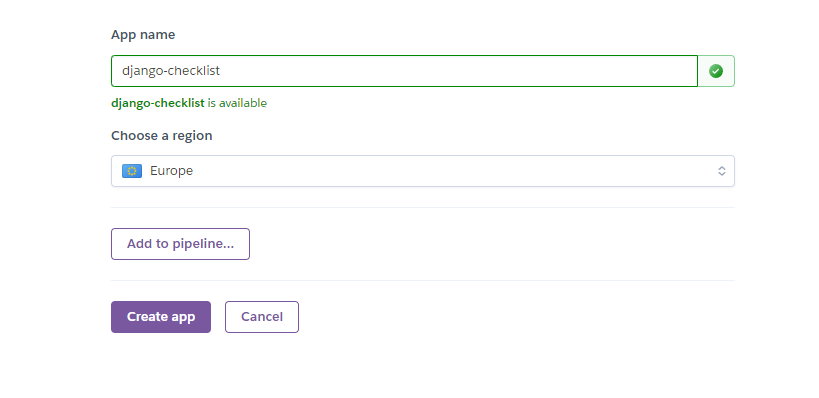 App name
django-checklist
django-checklist is available
Choose a region
Europe
Add to pipeline...
Create app Cancel